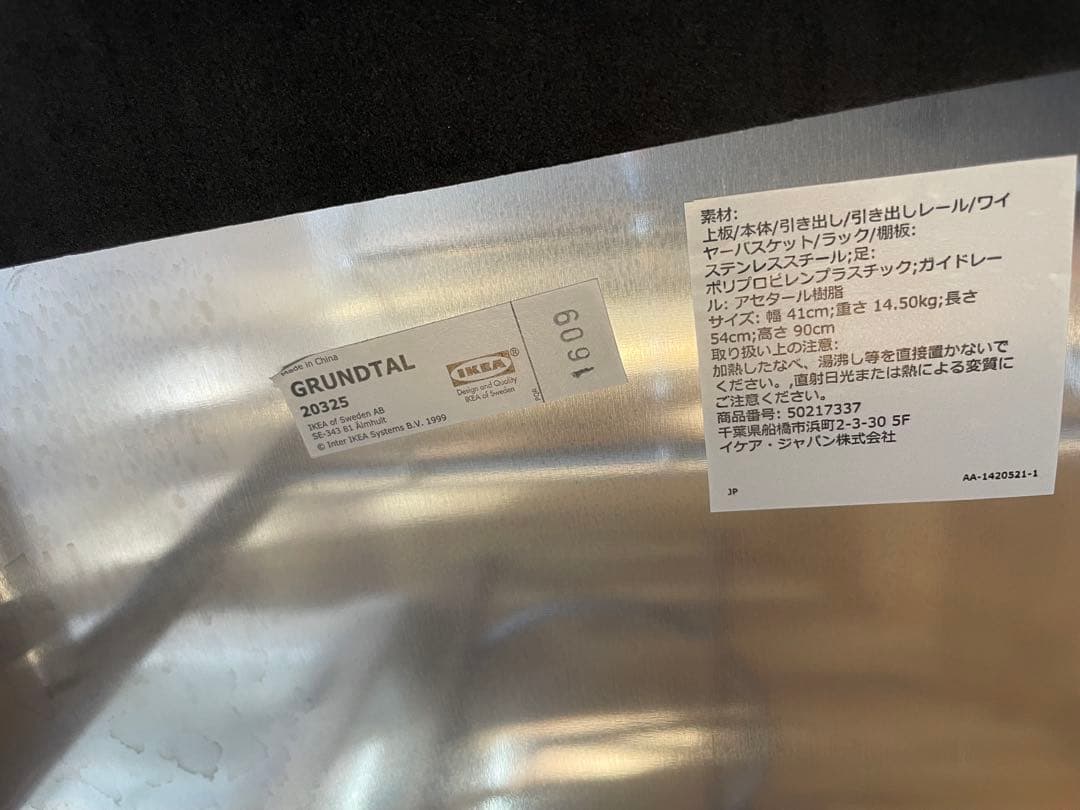 Made in China
GRUNDTAL
20325
IKEA of Sweden AB
SE-343 81 Älmhult
© Inter IKEA Systems B.V. 1999
IKEA®
Design and Quality
IKEA of Sweden
1609
素材:
上板/本体/引き出し/引き出しレール/ワイ
ヤーバスケット/ラック/棚板:
ステンレススチール;足:
ポリプロピレンプラスチック;ガイドレー
ル: アセタール樹脂
サイズ: 幅 41cm;重さ 14.50kg;長さ
54cm;高さ 90cm
取り扱い上の注意:
加熱したなべ、湯沸し等を直接置かないで
ください。,直射日光または熱による変質に
ご注意ください。
商品番号: 50217337
千葉県船橋市浜町2-3-30 5F
イケア・ジャパン株式会社
JP
AA-1420521-1